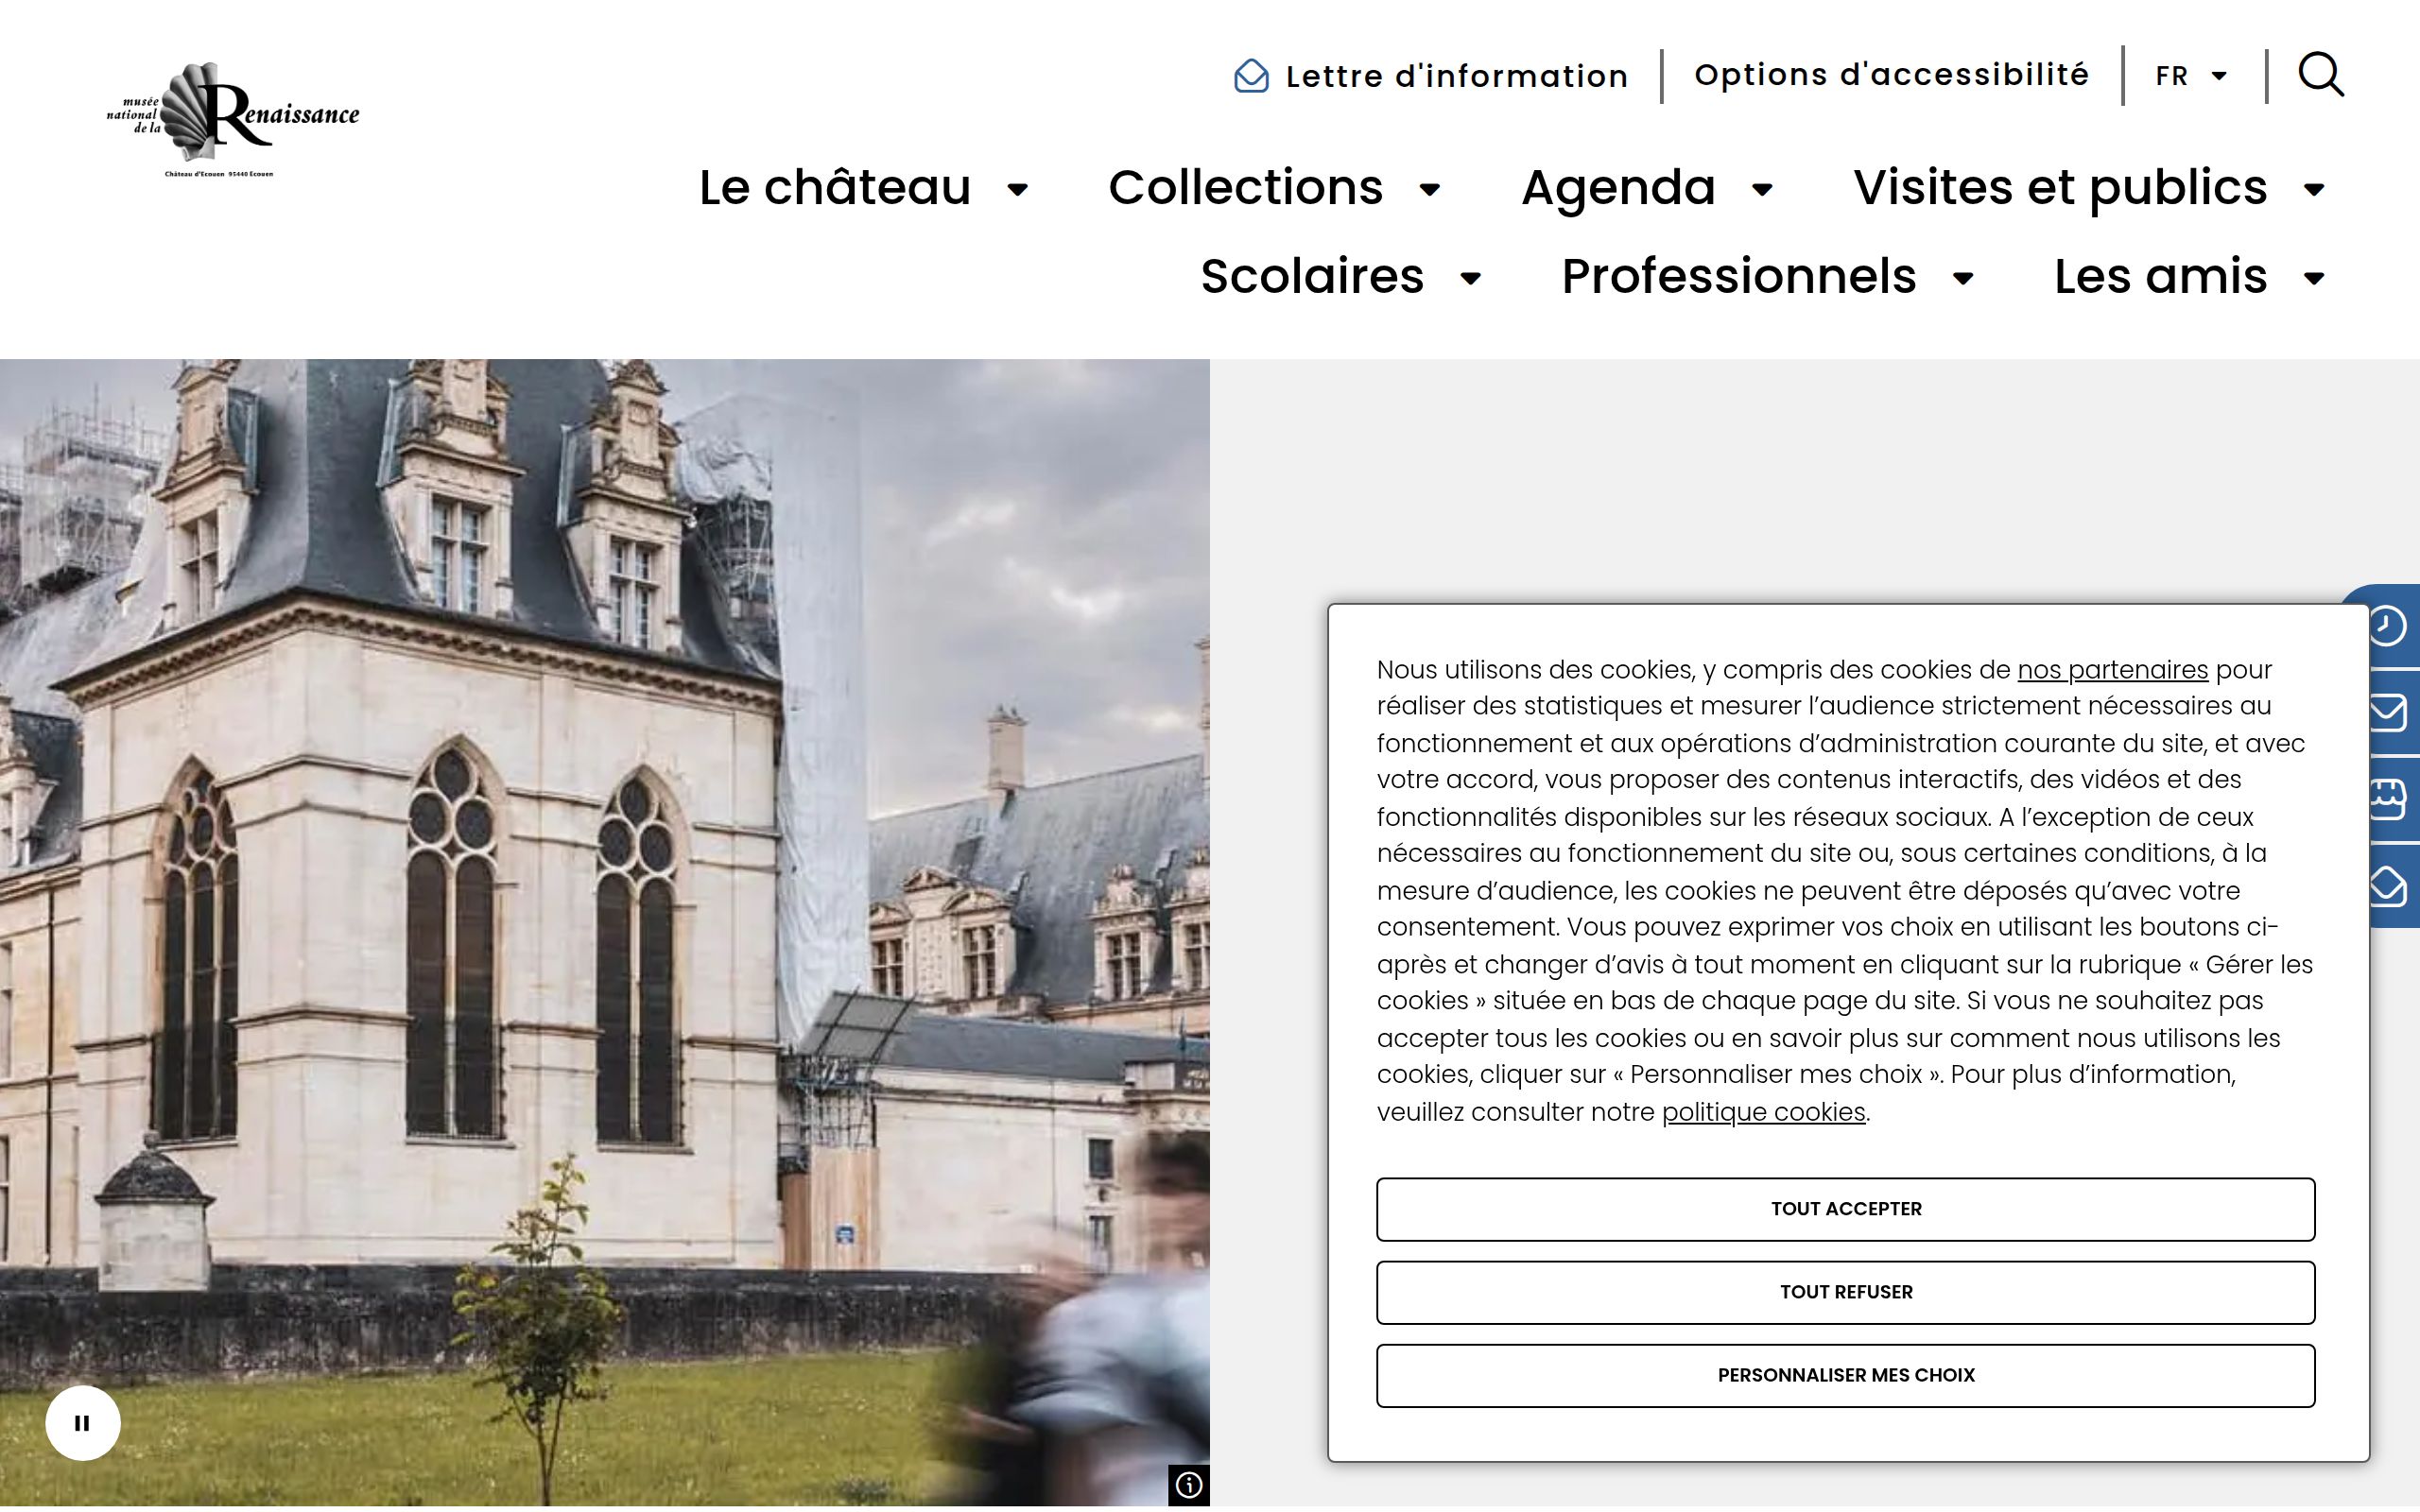 musée
national
de la
Renaissance
Château d'Ecouen 95440 Ecouen
Lettre d'information
Options d'accessibilité
FR
Le château
Collections
Agenda
Visites et publics
Scolaires
Professionnels
Les amis
Nous utilisons des cookies, y compris des cookies de nos partenaires pour
réaliser des statistiques et mesurer l’audience strictement nécessaires au
fonctionnement et aux opérations d’administration courante du site, et avec
votre accord, vous proposer des contenus interactifs, des vidéos et des
fonctionnalités disponibles sur les réseaux sociaux. A l’exception de ceux
nécessaires au fonctionnement du site ou, sous certaines conditions, à la
mesure d’audience, les cookies ne peuvent être déposés qu’avec votre
consentement. Vous pouvez exprimer vos choix en utilisant les boutons ci-
après et changer d’avis à tout moment en cliquant sur la rubrique « Gérer les
cookies » située en bas de chaque page du site. Si vous ne souhaitez pas
accepter tous les cookies ou en savoir plus sur comment nous utilisons les
cookies, cliquer sur « Personnaliser mes choix ». Pour plus d’information,
veuillez consulter notre politique cookies.
TOUT ACCEPTER
TOUT REFUSER
PERSONNALISER MES CHOIX